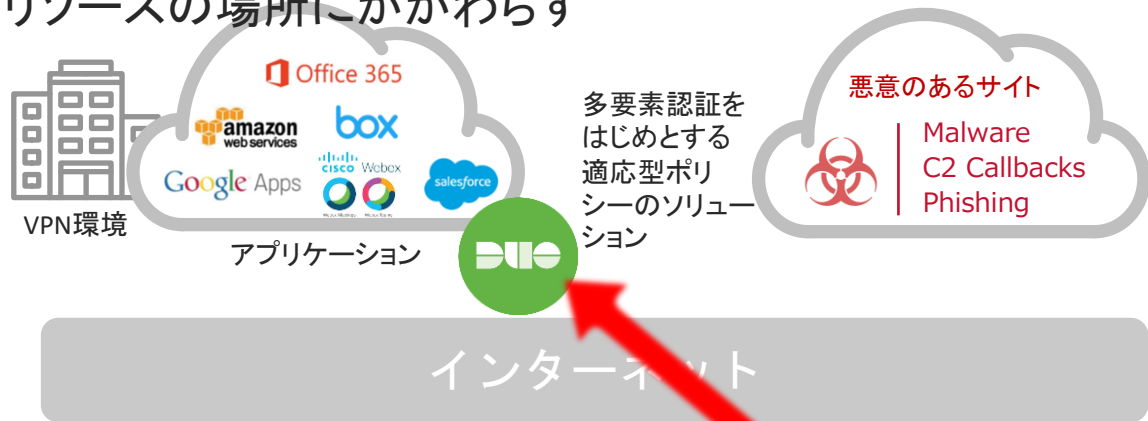 リソースの場所にかかわらず
Office 365
amazon
web services
box
Google Apps
cisco Webex
salesforce
VPN環境
アプリケーション
DUO
多要素認証を
はじめとする
適応型ポリ
シーのソリュー
ション
悪意のあるサイト
Malware
C2 Callbacks
Phishing
インターネット